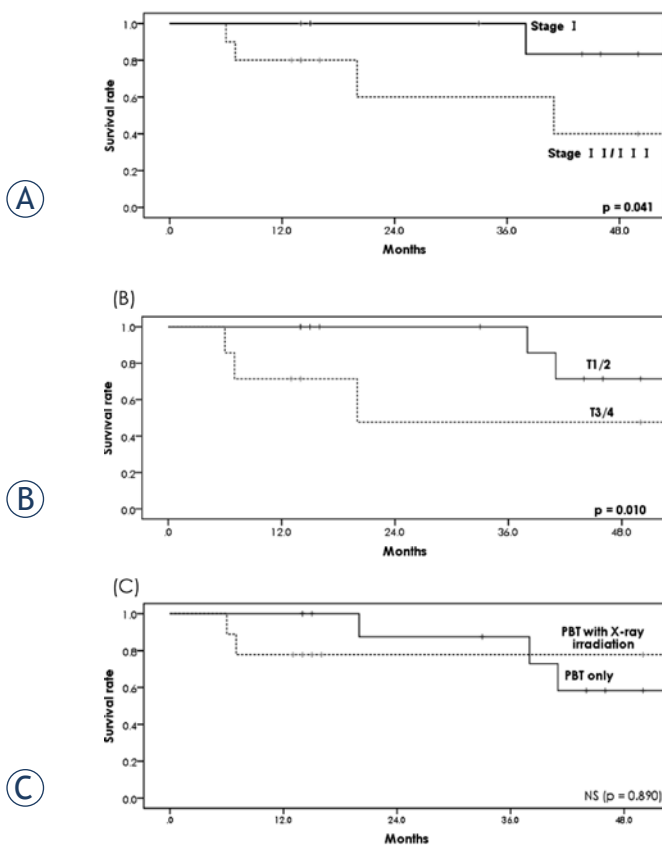 1.0
Stage I
0.8
0.6
0.4
Stage I I / I I I
0.2
0.0
p = 0.041
.0 12.0 24.0 36.0 48.0
Months
Survival rate
A
(B)
1.0
0.8
T1/2
0.6
T3/4
0.4
0.2
0.0
p = 0.010
.0 12.0 24.0 36.0 48.0
Months
Survival rate
B
(C)
1.0
PBT with X-ray
irradiation
0.8
PBT only
0.6
0.4
0.2
0.0
NS (p = 0.890)
.0 12.0 24.0 36.0 48.0
Months
Survival rate
C